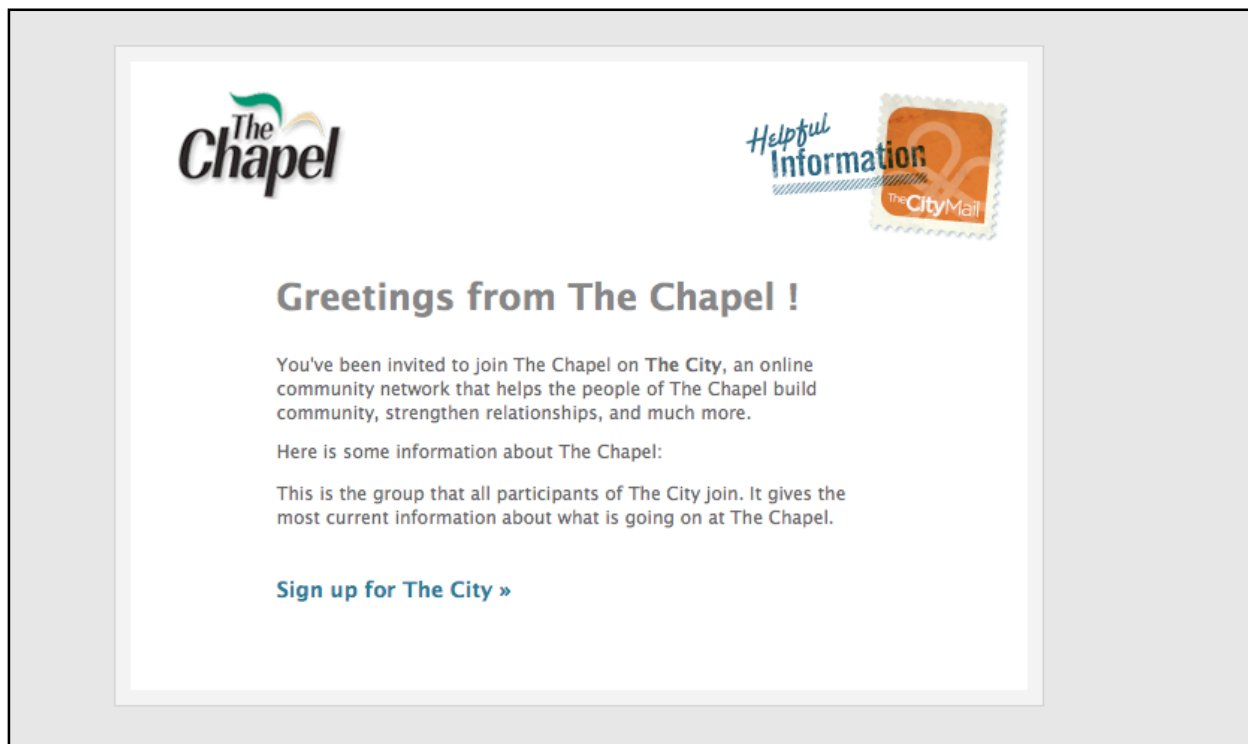 The
Chapel
Helpful
Information
TheCityMail
Greetings from The Chapel !
You've been invited to join The Chapel on The City, an online
community network that helps the people of The Chapel build
community, strengthen relationships, and much more.
Here is some information about The Chapel:
This is the group that all participants of The City join. It gives the
most current information about what is going on at The Chapel.
Sign up for The City »